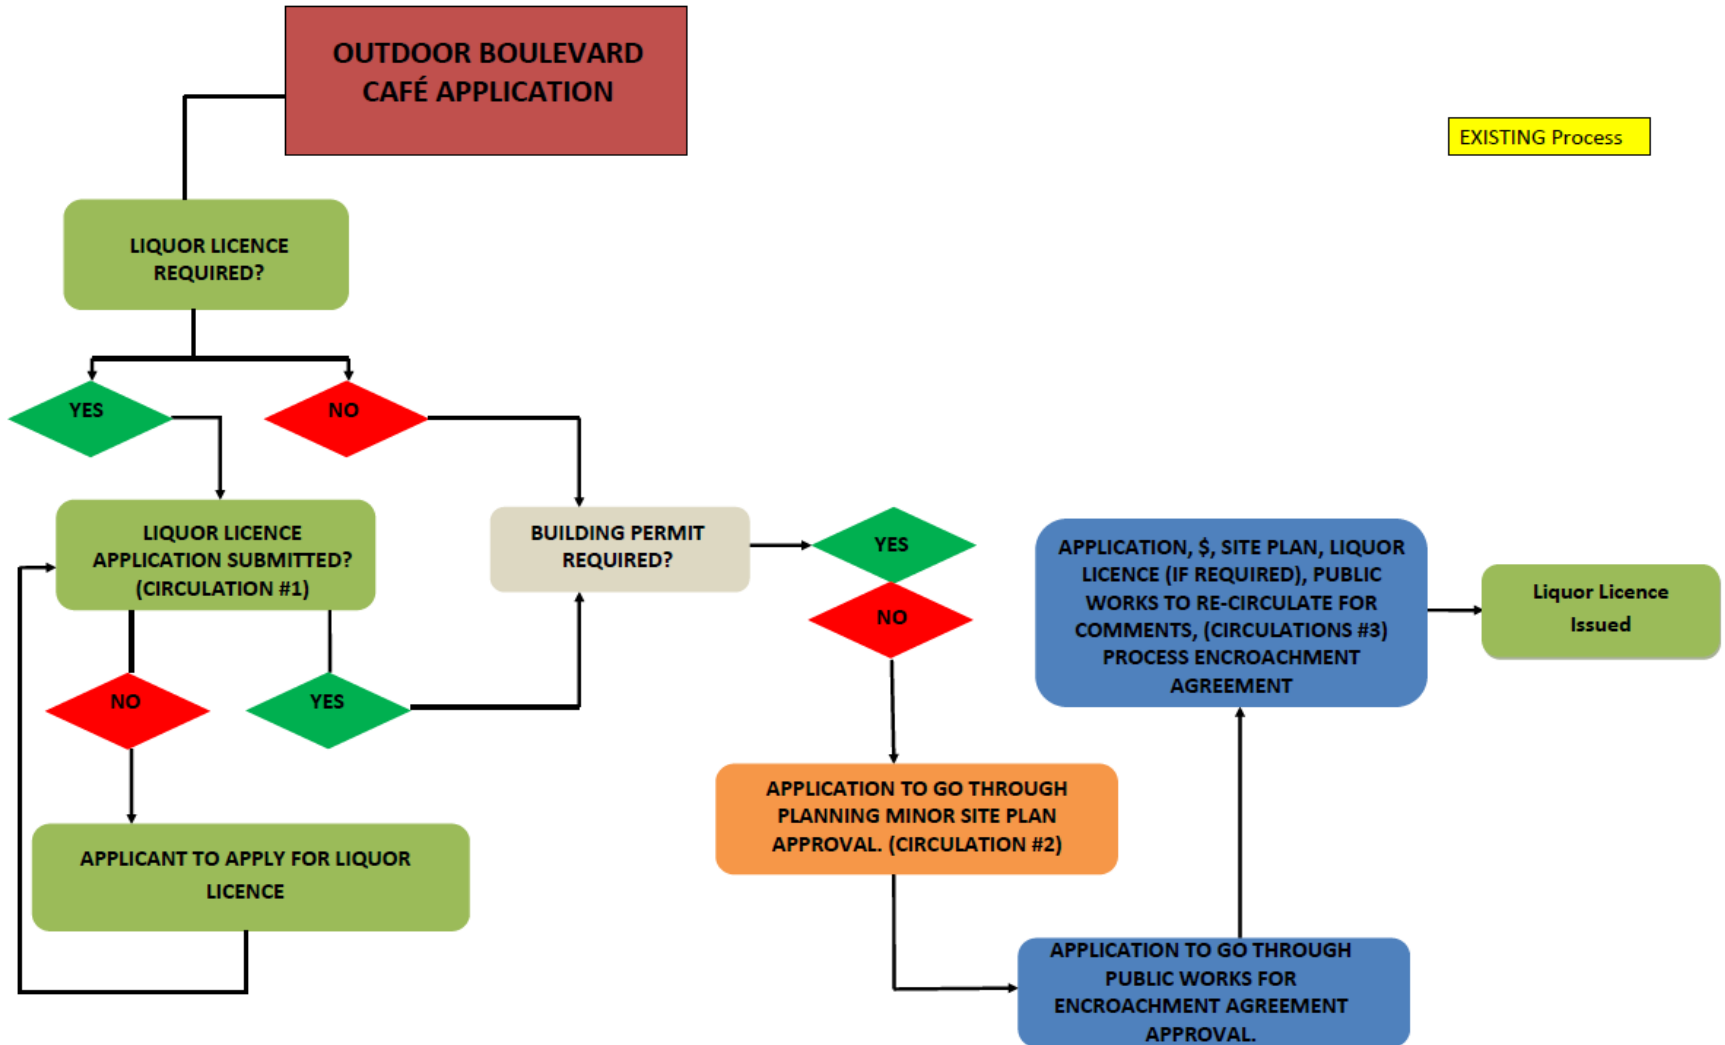 OUTDOOR BOULEVARD
CAFÉ APPLICATION
EXISTING Process
LIQUOR LICENCE
REQUIRED?
YES
NO
LIQUOR LICENCE
APPLICATION SUBMITTED?
(CIRCULATION #1)
BUILDING PERMIT
REQUIRED?
YES
NO
APPLICATION, $, SITE PLAN, LIQUOR
LICENCE (IF REQUIRED), PUBLIC
WORKS TO RE-CIRCULATE FOR
COMMENTS, (CIRCULATIONS #3)
PROCESS ENCROACHMENT
AGREEMENT
Liquor Licence
Issued
NO
YES
APPLICATION TO GO THROUGH
PLANNING MINOR SITE PLAN
APPROVAL. (CIRCULATION #2)
APPLICANT TO APPLY FOR LIQUOR
LICENCE
APPLICATION TO GO THROUGH
PUBLIC WORKS FOR
ENCROACHMENT AGREEMENT
APPROVAL.